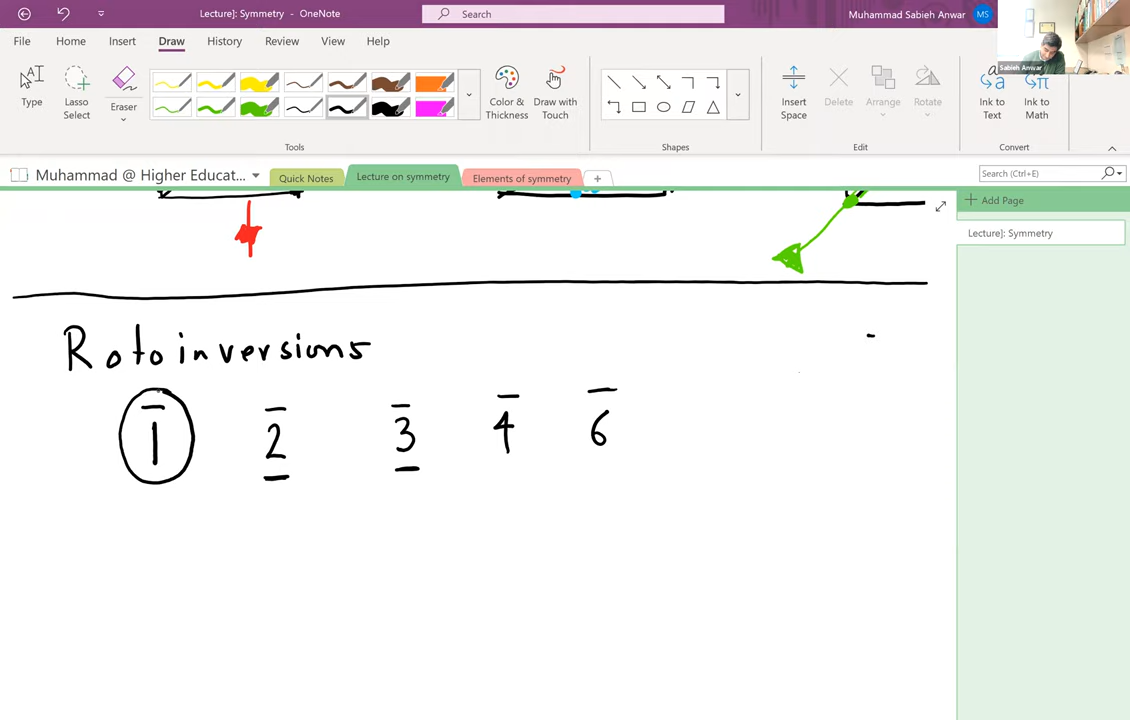 Lecture]: Symmetry - OneNote
Search
Muhammad Sabieh Anwar MS
Sabieh Anwar
File Home Insert Draw History Review View Help
Type
Lasso Select
Eraser
Color & Thickness
Draw with Touch
Insert Space
Delete
Arrange
Rotate
Ink to Text
Ink to Math
Tools
Shapes
Edit
Convert
Muhammad @ Higher Educat...
Quick Notes
Lecture on symmetry
Elements of symmetry
Search (Ctrl+E)
Add Page
Lecture]: Symmetry
Rotoinversions
1̅ 2̅ 3̅ 4̅ 6̅